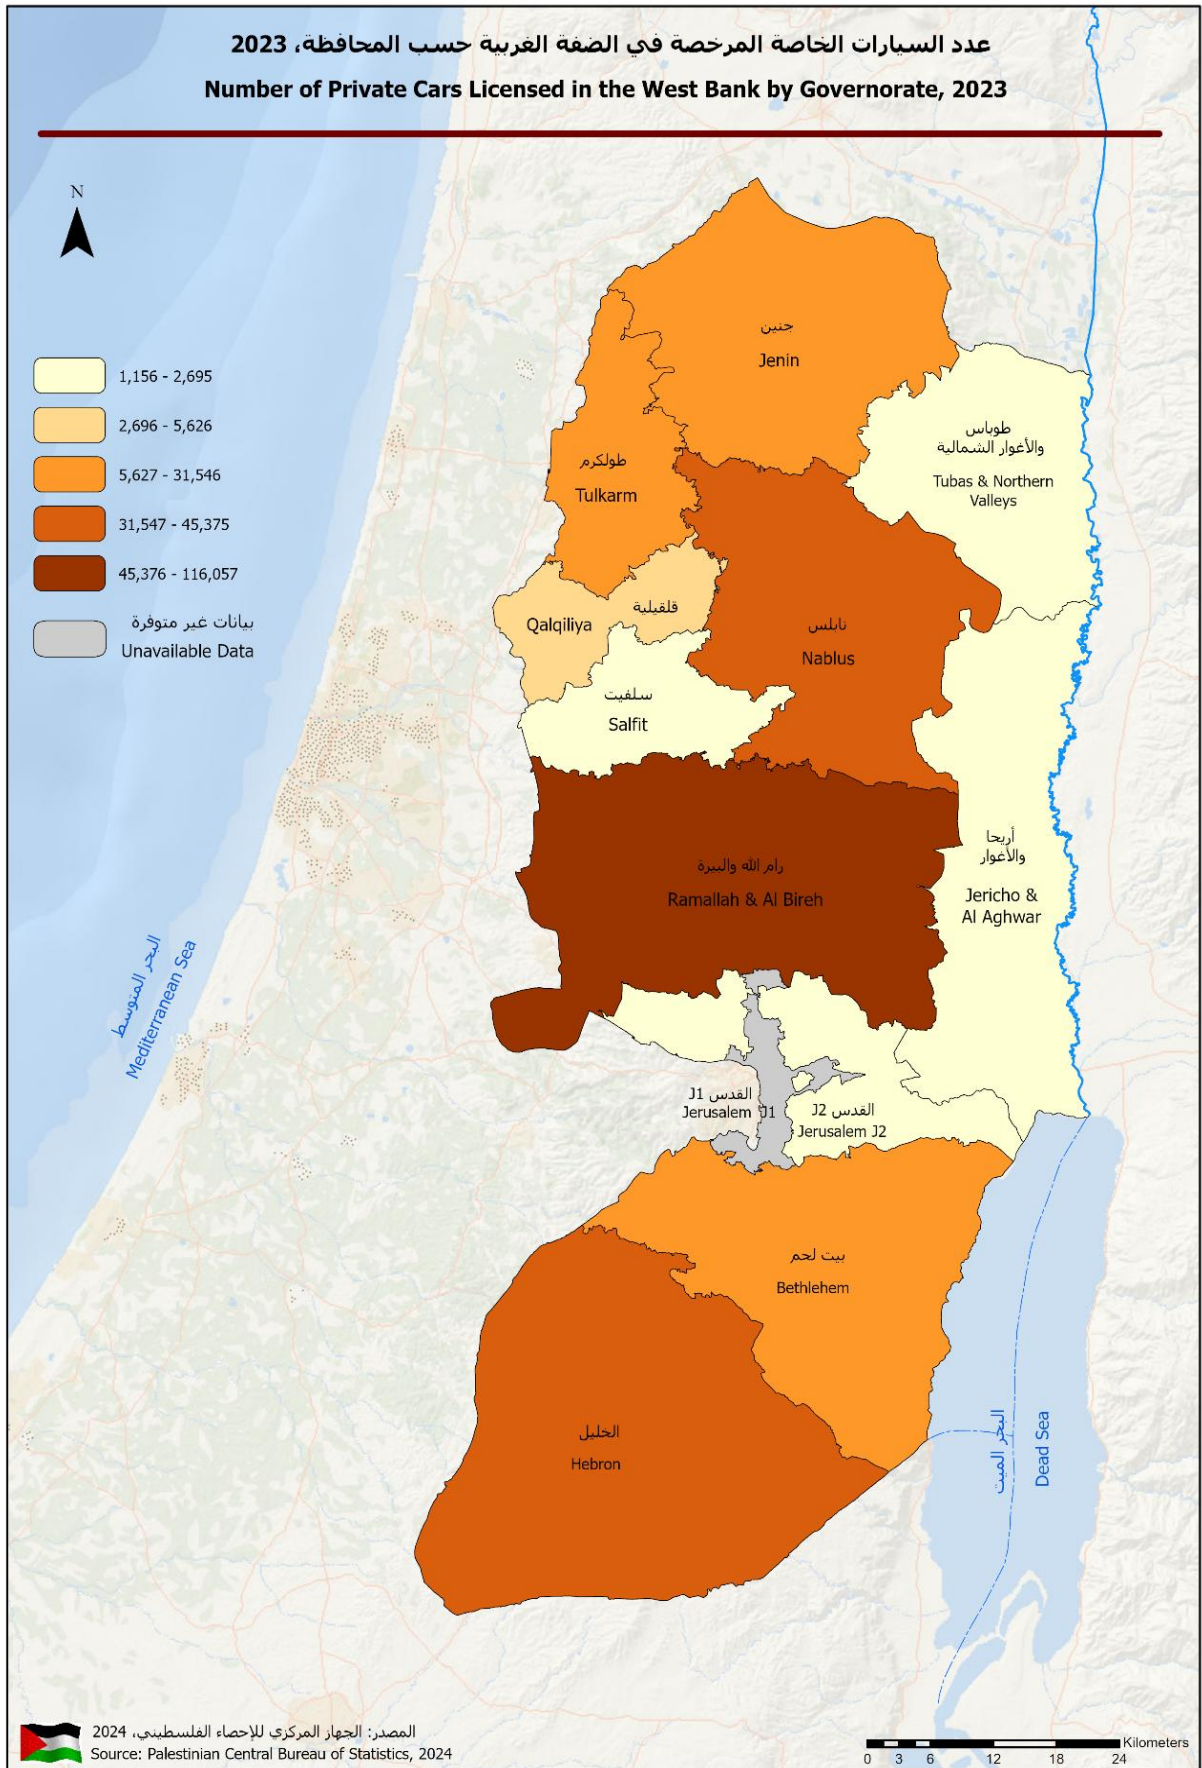 عدد السيارات الخاصة المرخصة في الضفة الغربية حسب المحافظة، 2023
Number of Private Cars Licensed in the West Bank by Governorate, 2023
N
1,156 - 2,695
2,696 - 5,626
5,627 - 31,546
31,547 - 45,375
45,376 - 116,057
بيانات غير متوفرة
Unavailable Data
جنين
Jenin
طوباس
والأغوار الشمالية
Tubas & Northern
Valleys
طولكرم
Tulkarm
قلقيلية
Qalqiliya
نابلس
Nablus
سلفيت
Salfit
رام الله والبيرة
Ramallah & Al Bireh
أريحا
والأغوار
Jericho &
Al Aghwar
البحر المتوسط
Mediterranean Sea
القدس J1
Jerusalem J1
القدس J2
Jerusalem J2
بيت لحم
Bethlehem
الخليل
Hebron
البحر الميت
Dead Sea
المصدر: الجهاز المركزي للإحصاء الفلسطيني، 2024
Source: Palestinian Central Bureau of Statistics, 2024
Kilometers
0 3 6 12 18 24